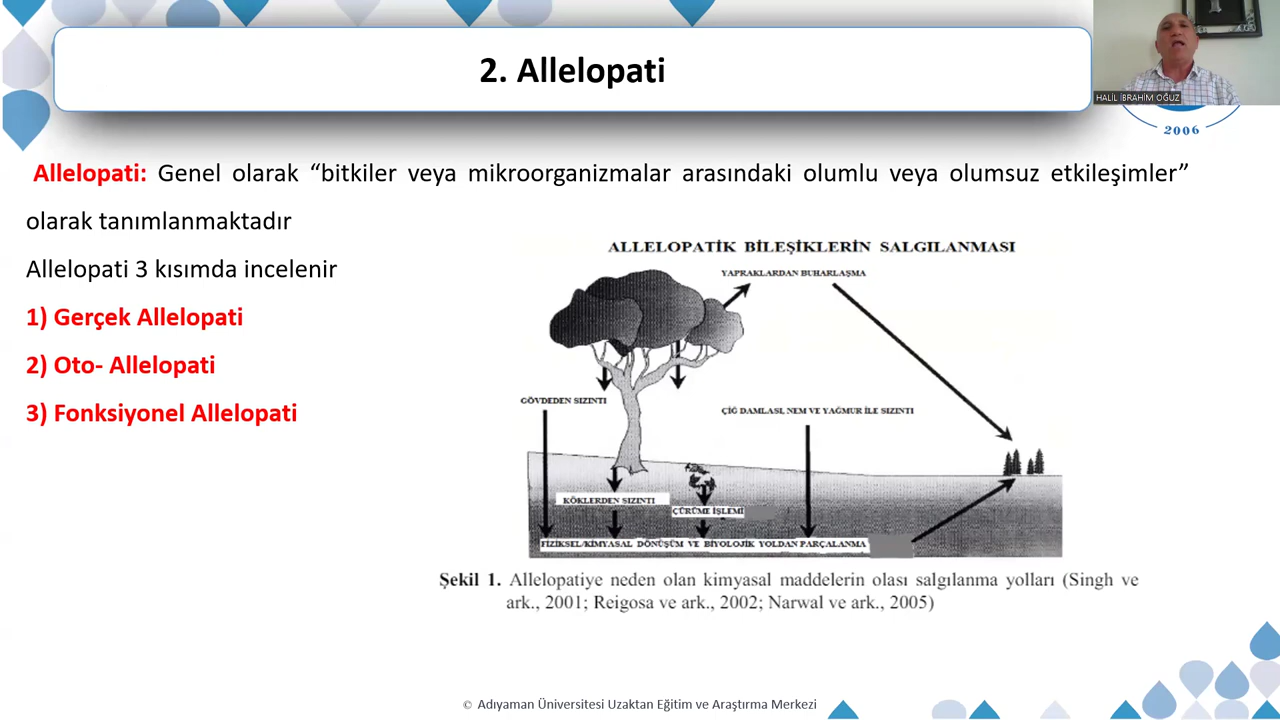 2. Allelopati
HALİL İBRAHİM OĞUZ
2006
Allelopati: Genel olarak “bitkiler veya mikroorganizmalar arasındaki olumlu veya olumsuz etkileşimler”
olarak tanımlanmaktadır
Allelopati 3 kısımda incelenir
1) Gerçek Allelopati
2) Oto- Allelopati
3) Fonksiyonel Allelopati
ALLELOPATİK BİLEŞİKLERİN SALGILANMASI
YAPRAKLARDAN BUHARLAŞMA
GÖVDEDEN SIZINTI
ÇİĞ DAMLASI, NEM VE YAĞMUR İLE SIZINTI
KÖKLERDEN SIZINTI
ÇÜRÜME İŞLEMİ
FİZİKSEL/KİMYASAL DÖNÜŞÜM VE BİYOLOJİK YOLDAN PARÇALANMA
Şekil 1. Allelopatiye neden olan kimyasal maddelerin olası salgılanma yolları (Singh ve
ark., 2001; Reigosa ve ark., 2002; Narwal ve ark., 2005)
© Adıyaman Üniversitesi Uzaktan Eğitim ve Araştırma Merkezi